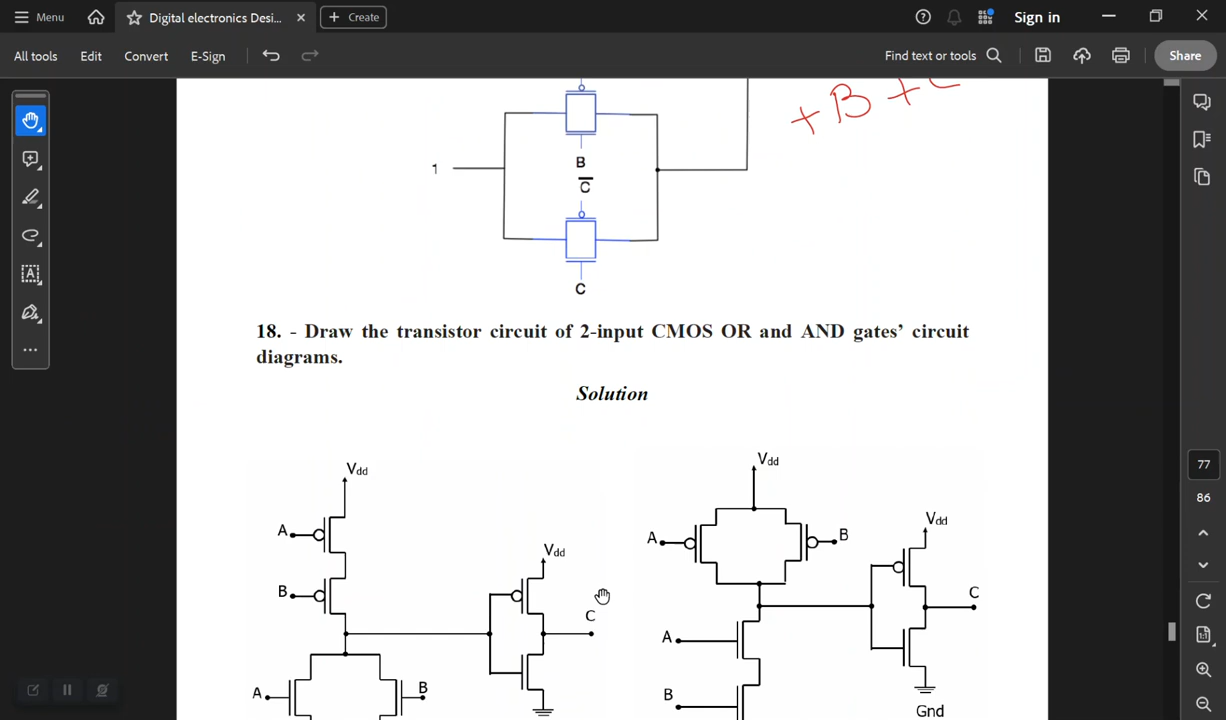 Menu
Digital electronics Desi...
Create
Sign in
All tools
Edit
Convert
E-Sign
Find text or tools
Share
+ B +
1
B
C̅
C
18. - Draw the transistor circuit of 2-input CMOS OR and AND gates’ circuit
diagrams.
Solution
Vdd
A
B
Vdd
C
A
B
Vdd
A
B
Vdd
C
A
B
Gnd
77
86
1:1